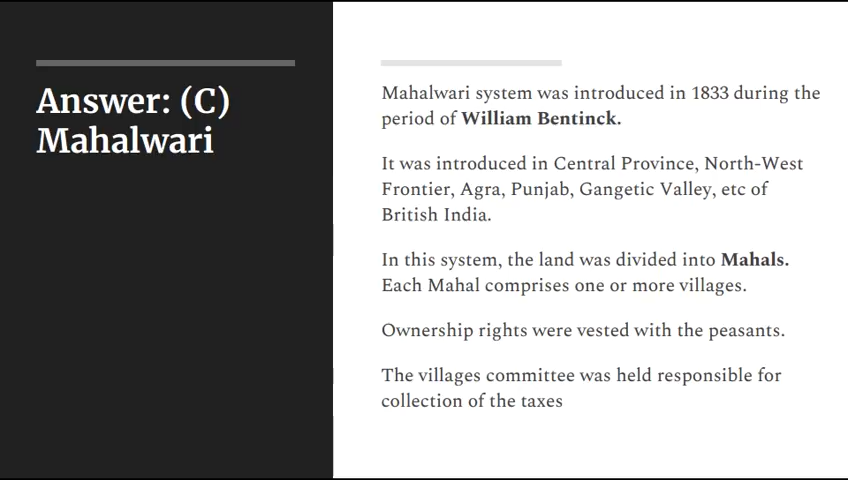 Answer: (C)
Mahalwari
Mahalwari system was introduced in 1833 during the
period of William Bentinck.
It was introduced in Central Province, North-West
Frontier, Agra, Punjab, Gangetic Valley, etc of
British India.
In this system, the land was divided into Mahals.
Each Mahal comprises one or more villages.
Ownership rights were vested with the peasants.
The villages committee was held responsible for
collection of the taxes